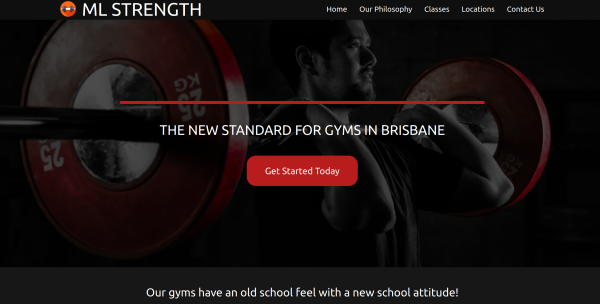 ML STRENGTH
Home Our Philosophy Classes Locations Contact Us
25
KG
25
25
THE NEW STANDARD FOR GYMS IN BRISBANE
Get Started Today
Our gyms have an old school feel with a new school attitude!